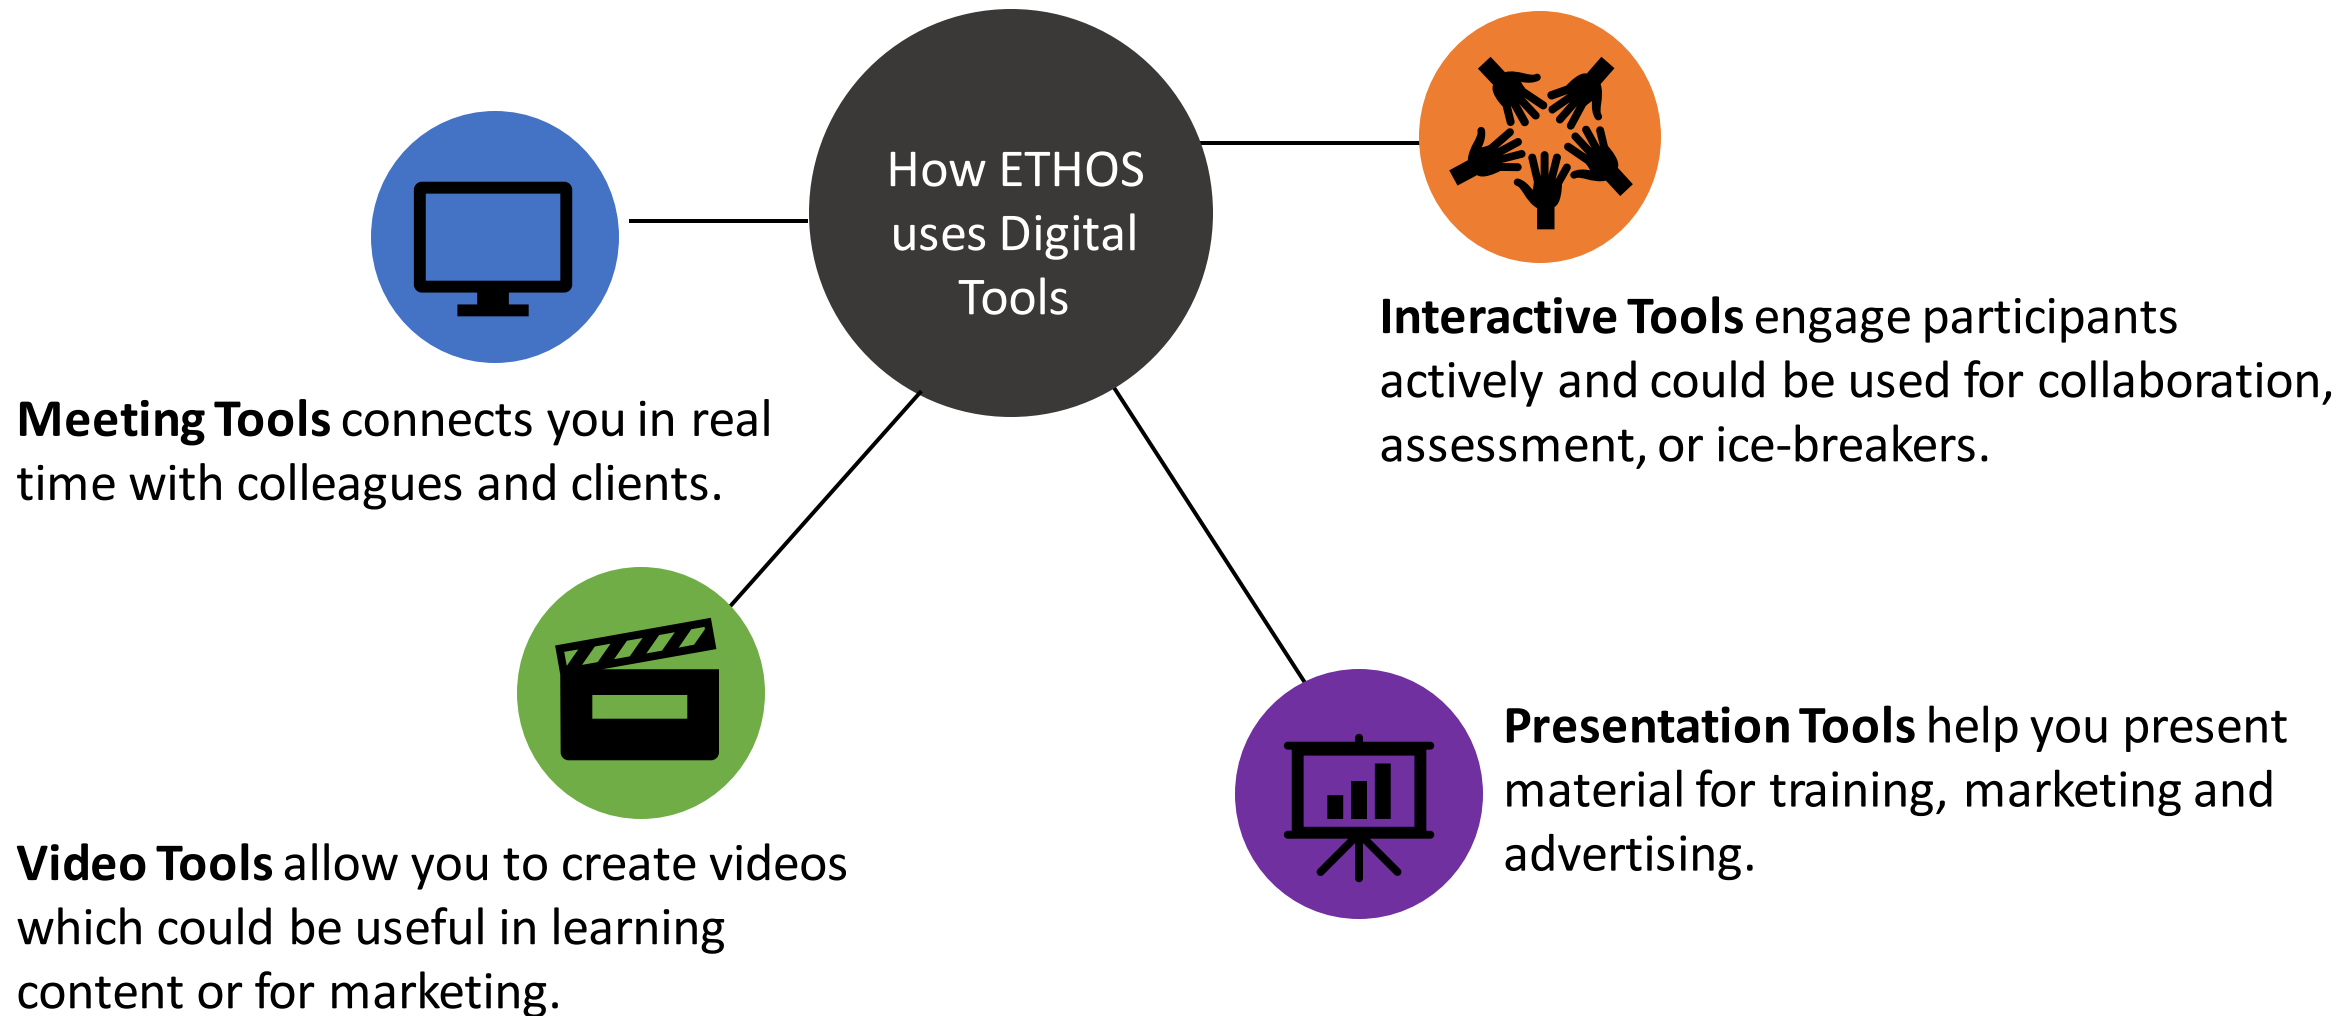 How ETHOS
uses Digital
Tools
Meeting Tools connects you in real
time with colleagues and clients.
Interactive Tools engage participants
actively and could be used for collaboration,
assessment, or ice-breakers.
Video Tools allow you to create videos
which could be useful in learning
content or for marketing.
Presentation Tools help you present
material for training, marketing and
advertising.